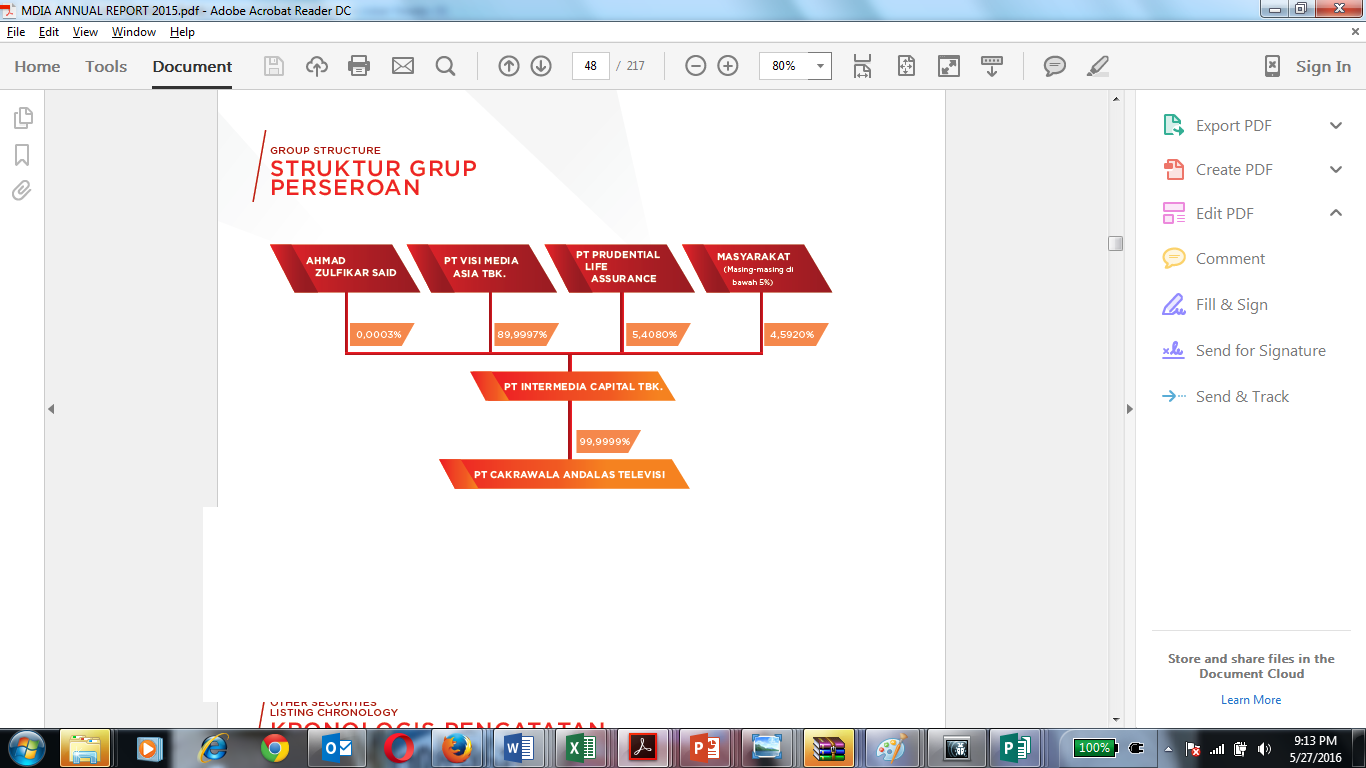 MDIA ANNUAL REPORT 2015.pdf - Adobe Acrobat Reader DC
File Edit View Window Help
Home Tools Document 48 / 217 80% Sign In
GROUP STRUCTURE
STRUKTUR GRUP
PERSEROAN
AHMAD
ZULFIKAR SAID
PT VISI MEDIA
ASIA TBK.
PT PRUDENTIAL
LIFE
ASSURANCE
MASYARAKAT
(Masing-masing di
bawah 5%)
0,0003% 89,9997% 5,4080% 4,5920%
PT INTERMEDIA CAPITAL TBK.
99,9999%
PT CAKRAWALA ANDALAS TELEVISI
OTHER SECURITIES
LISTING CHRONOLOGY
KRONOLOGIS PENCATATAN
Export PDF
Create PDF
Edit PDF
Comment
Fill & Sign
Send for Signature
Send & Track
Store and share files in the
Document Cloud
Learn More
100%
9:13 PM
5/27/2016